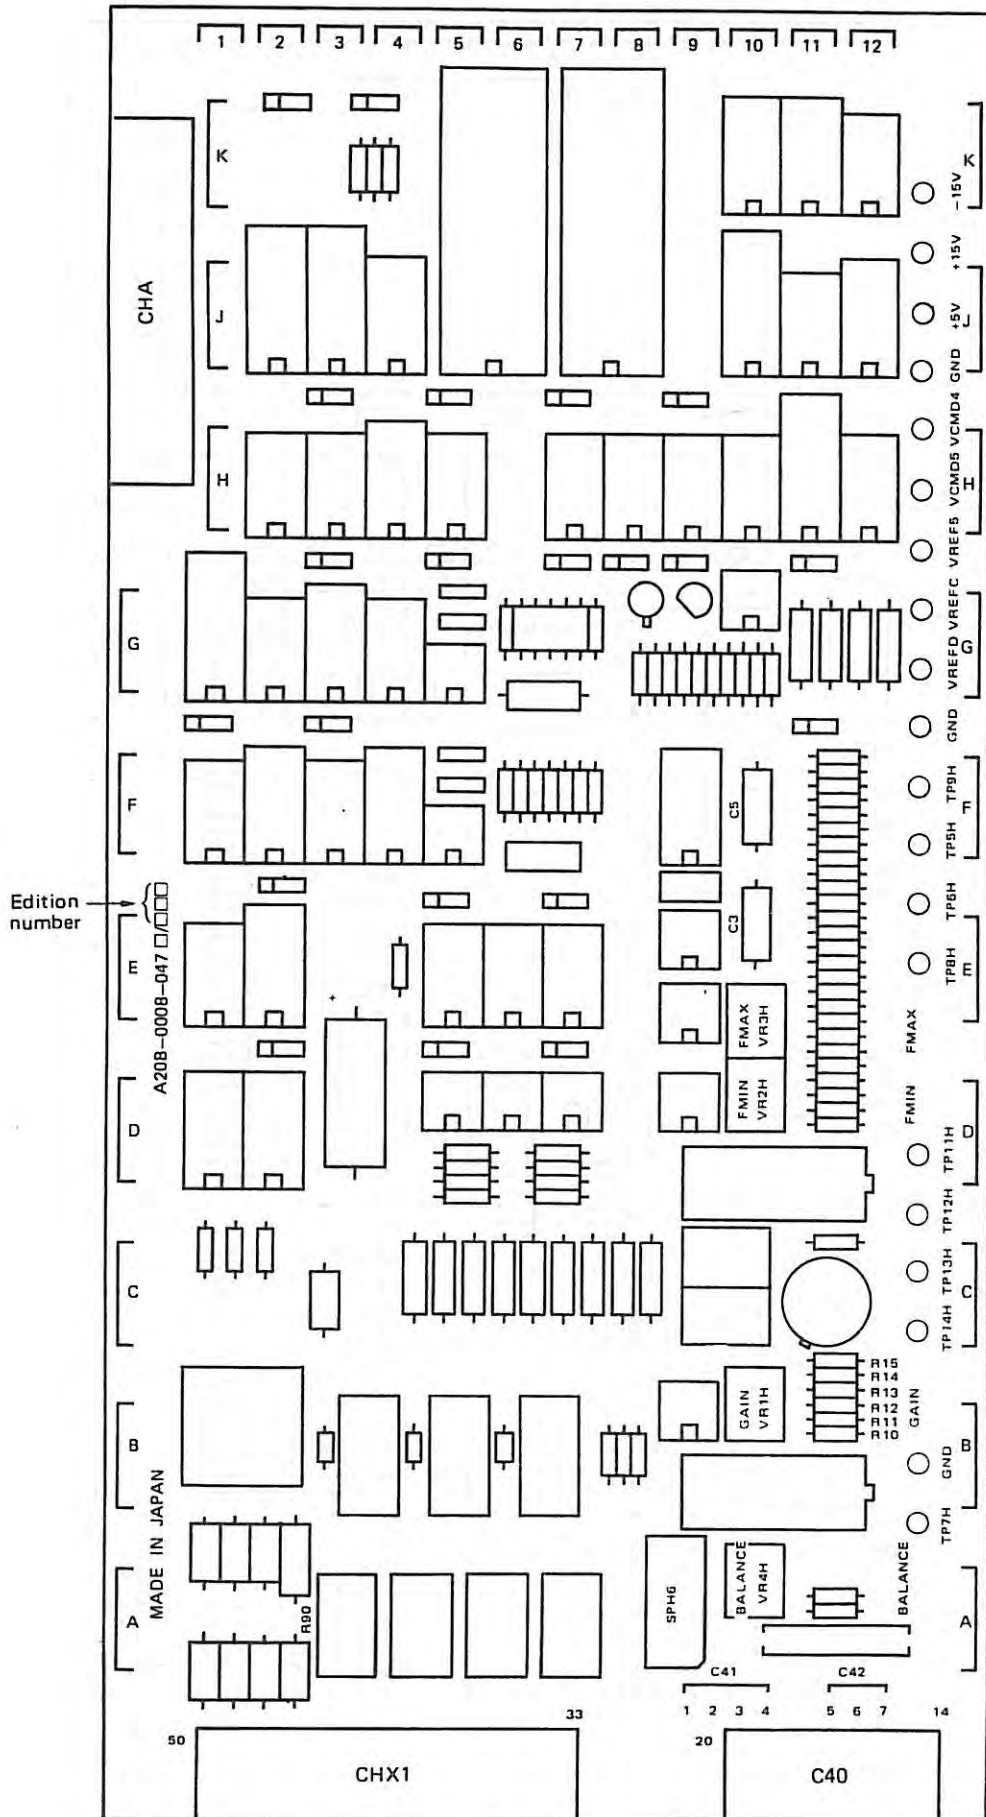 1 2 3 4 5 6 7 8 9 10 11 12
K
K
-15V
+15V
CHA
J
+5V
J
GND
VCMD4
H
VCMD5
H
VREF5
VREFC
G
G
VREFD
GND
F
TP9H
F
C5
TP5H
Edition
number
A20B-0008-047□/□□□
TP6H
C3
TP8H
E
E
FMAX
VR3H
FMAX
FMIN
VR2H
FMIN
D
D
TP11H
TP12H
C
TP13H
C
TP14H
R15
R14
R13
R12
R11
R10
GAIN
VR1H
GAIN
B
B
GND
TP7H
MADE IN JAPAN
A
R90
SPH6
BALANCE
VR4H
BALANCE
A
C41
C42
1 2 3 4 5 6 7
50
33
20
14
CHX1
C40